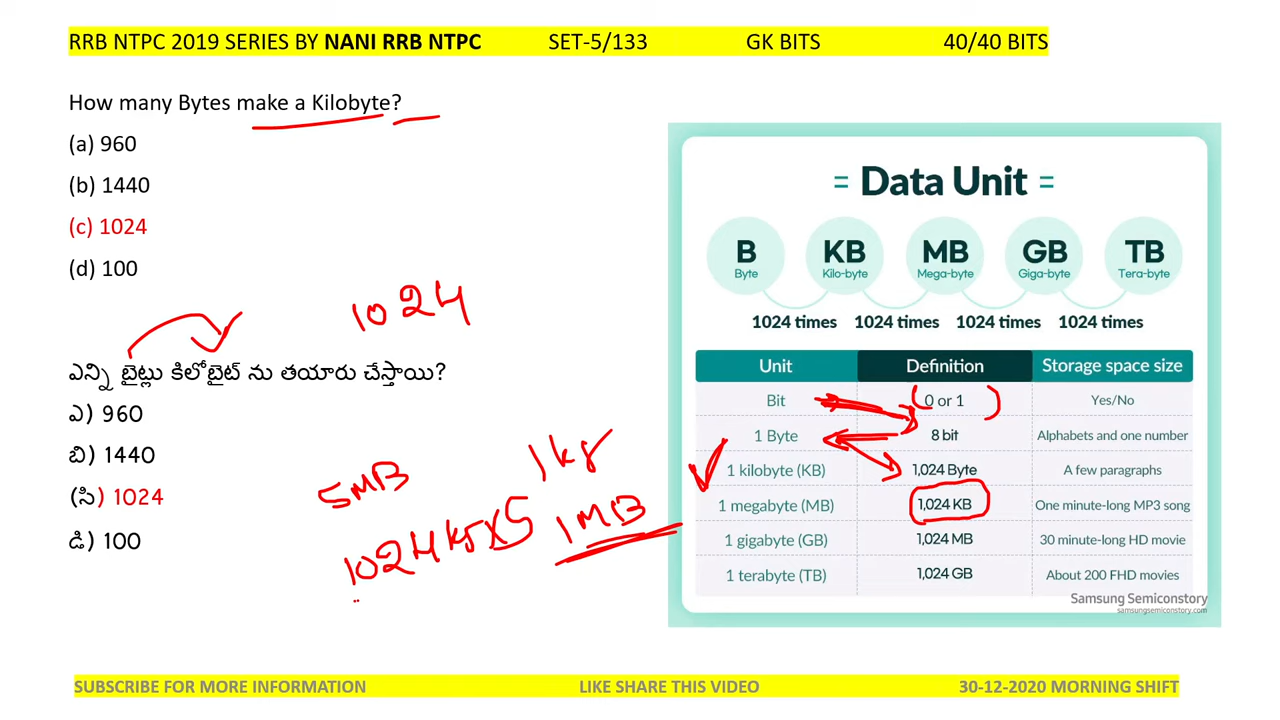 RRB NTPC 2019 SERIES BY NANI RRB NTPC SET-5/133 GK BITS 40/40 BITS
How many Bytes make a Kilobyte?
(a) 960
(b) 1440
(c) 1024
(d) 100
1024
ఎన్ని బైట్లు కిలోబైట్ ను తయారు చేస్తాయి?
ఎ) 960
బి) 1440
(సి) 1024
డి) 100
5MB
1 MB
= Data Unit =
B KB MB GB TB
Byte Kilo-byte Mega-byte Giga-byte Tera-byte
1024 times 1024 times 1024 times 1024 times
Unit Definition Storage space size
Bit 0 or 1 Yes/No
1 Byte 8 bit Alphabets and one number
1 kilobyte (KB) 1,024 Byte A few paragraphs
1 megabyte (MB) 1,024 KB One minute-long MP3 song
1 gigabyte (GB) 1,024 MB 30 minute-long HD movie
1 terabyte (TB) 1,024 GB About 200 FHD movies
Samsung Semiconstory
samsungsemiconstory.com
SUBSCRIBE FOR MORE INFORMATION LIKE SHARE THIS VIDEO 30-12-2020 MORNING SHIFT